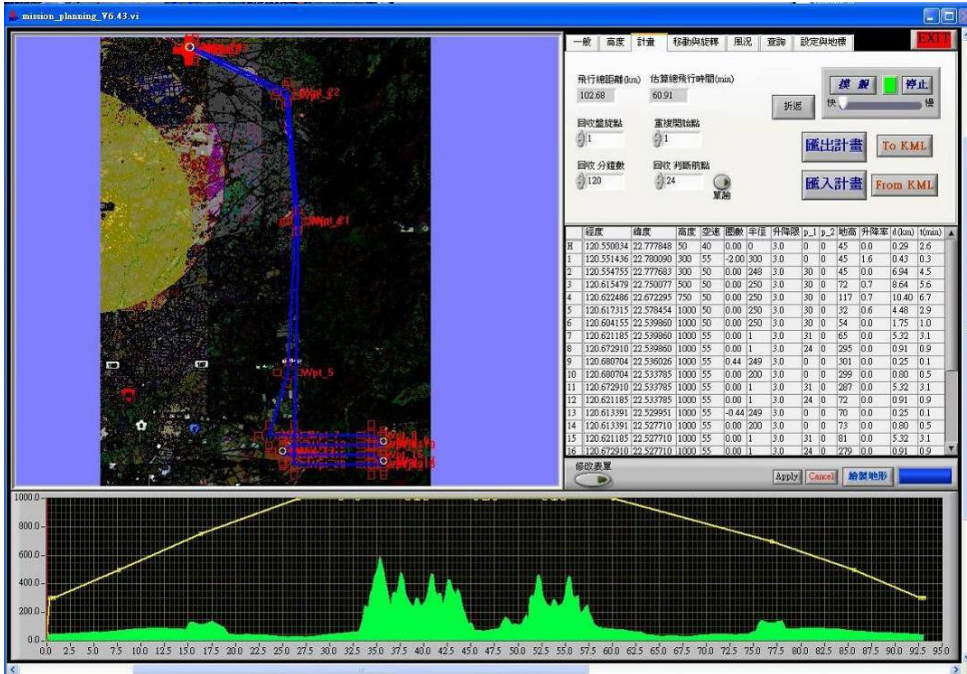 mission_planning_V6.43.vi
一般 高度 計畫 移動與旋轉 風況 查詢 設定與地標 EXIT
飛行總距離(km) 估算總飛行時間(min)
102.68 60.91
模擬 停止
折返 快 慢
回收盤旋點 重複開始點
1 1
匯出計畫 To KML
回收 分鐘數 回收 判斷航點
120 24
匯入計畫 From KML
經度 緯度 高度 空速 圈數 半徑 升降限 p_1 p_2 地高 升降率 d(km) t(min)
H 120.550034 22.777848 50 40 0.00 0 3.0 0 0 45 0.0 0.29 2.6
1 120.551436 22.780090 300 55 -2.00 300 3.0 0 0 45 1.6 0.43 0.3
2 120.554755 22.777683 300 50 0.00 248 3.0 30 0 45 0.0 6.94 4.5
3 120.615479 22.750077 500 50 0.00 250 3.0 30 0 72 0.7 8.64 5.6
4 120.622486 22.672295 750 50 0.00 250 3.0 30 0 117 0.7 10.40 6.7
5 120.617315 22.578454 1000 50 0.00 250 3.0 30 0 32 0.6 4.48 2.9
6 120.604155 22.539860 1000 50 0.00 250 3.0 30 0 54 0.0 1.75 1.0
7 120.621185 22.539860 1000 55 0.00 1 3.0 31 0 65 0.0 5.32 3.1
8 120.672910 22.539860 1000 55 0.00 1 3.0 24 0 295 0.0 0.91 0.9
9 120.680704 22.536026 1000 55 0.44 249 3.0 0 0 301 0.0 0.25 0.1
10 120.680704 22.533785 1000 55 0.00 200 3.0 0 0 299 0.0 0.80 0.5
11 120.672910 22.533785 1000 55 0.00 1 3.0 31 0 287 0.0 5.32 3.1
12 120.621185 22.533785 1000 55 0.00 1 3.0 24 0 72 0.0 0.91 0.9
13 120.613391 22.529951 1000 55 -0.44 249 3.0 0 0 70 0.0 0.25 0.1
14 120.613391 22.527710 1000 55 0.00 200 3.0 0 0 73 0.0 0.80 0.5
15 120.621185 22.527710 1000 55 0.00 1 3.0 31 0 81 0.0 5.32 3.1
16 120.672910 22.527710 1000 55 0.00 1 3.0 24 0 279 0.0 0.91 0.9
Wpt_5
修改表單 Apply Cancel 繪製地形
1000.0
800.0
600.0
400.0
200.0
0.0
0.0 2.5 5.0 7.5 10.0 12.5 15.0 17.5 20.0 22.5 25.0 27.5 30.0 32.5 35.0 37.5 40.0 42.5 45.0 47.5 50.0 52.5 55.0 57.5 60.0 62.5 65.0 67.5 70.0 72.5 75.0 77.5 80.0 82.5 85.0 87.5 90.0 92.5 95.0